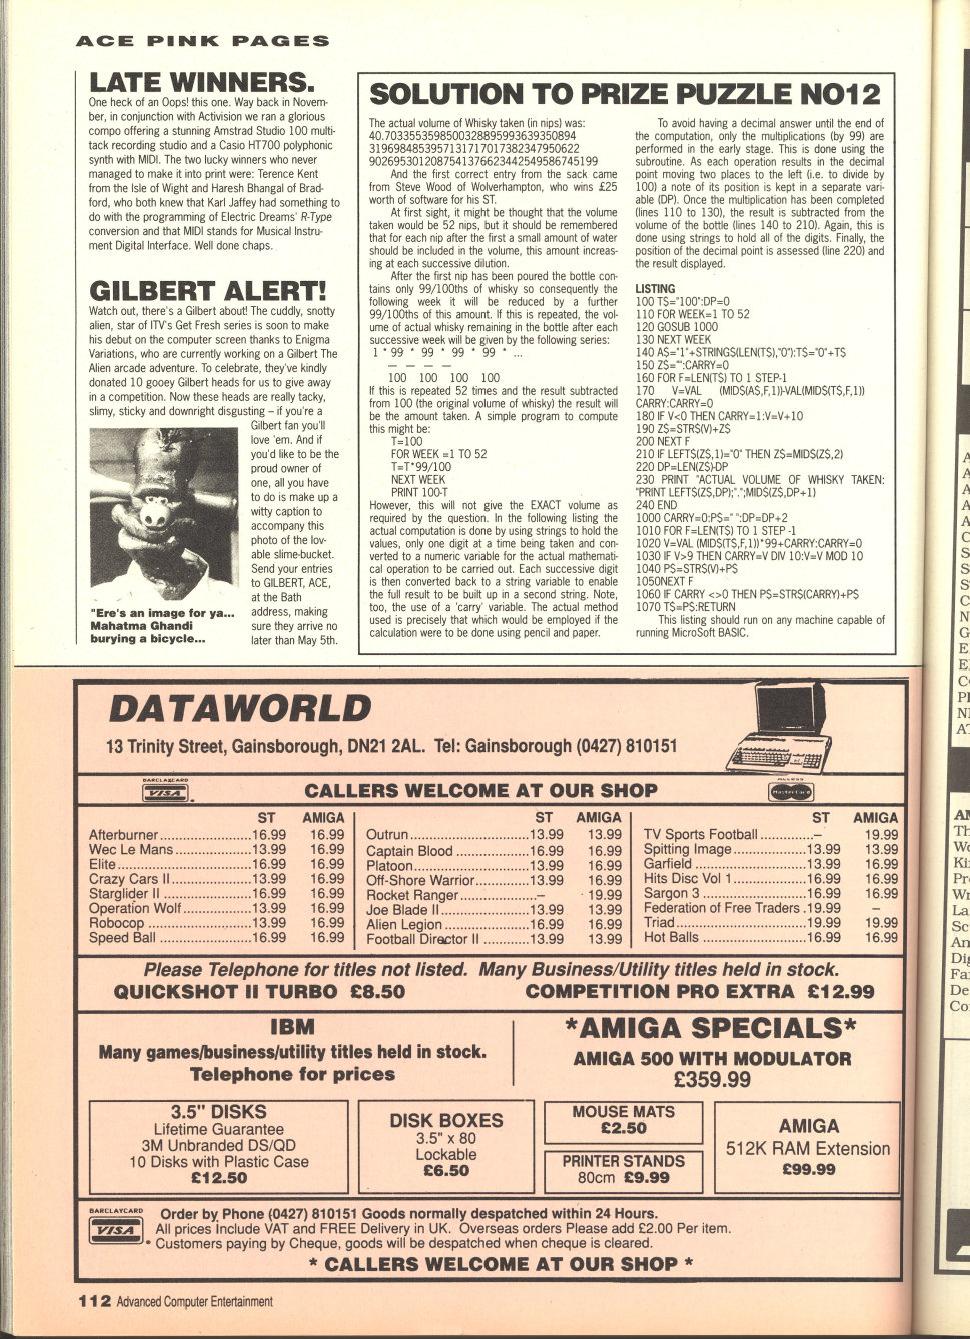 ACE PINK PAGES
LATE WINNERS.
One heck of an Oops! this one. Way back in Novem-
ber, in conjunction with Activision we ran a glorious
compo offering a stunning Amstrad Studio 100 multi-
tack recording studio and a Casio HT700 polyphonic
synth with MIDI. The two lucky winners who never
managed to make it into print were: Terence Kent
from the Isle of Wight and Haresh Bhangal of Brad-
ford, who both knew that Karl Jaffey had something to
do with the programming of Electric Dreams' R-Type
conversion and that MIDI stands for Musical Instru-
ment Digital Interface. Well done chaps.
GILBERT ALERT!
Watch out, there's a Gilbert about! The cuddly, snotty
alien, star of ITV's Get Fresh series is soon to make
his debut on the computer screen thanks to Enigma
Variations, who are currently working on a Gilbert The
Alien arcade adventure. To celebrate, they've kindly
donated 10 gooey Gilbert heads for us to give away
in a competition. Now these heads are really tacky,
slimy, sticky and downright disgusting – if you're a
Gilbert fan you'll
love 'em. And if
you'd like to be the
proud owner of
one, all you have
to do is make up a
witty caption to
accompany this
photo of the lov-
able slime-bucket.
Send your entries
to GILBERT, ACE,
at the Bath
address, making
sure they arrive no
later than May 5th.
"Ere's an image for ya...
Mahatma Ghandi
burying a bicycle...
SOLUTION TO PRIZE PUZZLE NO12
The actual volume of Whisky taken (in nips) was:
40.7033553598500328895993639350894
3196984853957131717017382347950622
9026953012087541376623442549586745199
And the first correct entry from the sack came
from Steve Wood of Wolverhampton, who wins £25
worth of software for his ST.
At first sight, it might be thought that the volume
taken would be 52 nips, but it should be remembered
that for each nip after the first a small amount of water
should be included in the volume, this amount increas-
ing at each successive dilution.
After the first nip has been poured the bottle con-
tains only 99/100ths of whisky so consequently the
following week it will be reduced by a further
99/100ths of this amount. If this is repeated, the vol-
ume of actual whisky remaining in the bottle after each
successive week will be given by the following series:
1 * 99 * 99 * 99 * 99 * ...
— — — —
100 100 100 100
If this is repeated 52 times and the result subtracted
from 100 (the original volume of whisky) the result will
be the amount taken. A simple program to compute
this might be:
T=100
FOR WEEK =1 TO 52
T=T*99/100
NEXT WEEK
PRINT 100-T
However, this will not give the EXACT volume as
required by the question. In the following listing the
actual computation is done by using strings to hold the
values, only one digit at a time being taken and con-
verted to a numeric variable for the actual mathemati-
cal operation to be carried out. Each successive digit
is then converted back to a string variable to enable
the full result to be built up in a second string. Note,
too, the use of a 'carry' variable. The actual method
used is precisely that which would be employed if the
calculation were to be done using pencil and paper.
To avoid having a decimal answer until the end of
the computation, only the multiplications (by 99) are
performed in the early stage. This is done using the
subroutine. As each operation results in the decimal
point moving two places to the left (i.e. to divide by
100) a note of its position is kept in a separate vari-
able (DP). Once the multiplication has been completed
(lines 110 to 130), the result is subtracted from the
volume of the bottle (lines 140 to 210). Again, this is
done using strings to hold all of the digits. Finally, the
position of the decimal point is assessed (line 220) and
the result displayed.
LISTING
100 T$="100":DP=0
110 FOR WEEK=1 TO 52
120 GOSUB 1000
130 NEXT WEEK
140 A$="1"+STRING$(LEN(T$),"0"):T$="0"+T$
150 Z$="":CARRY=0
160 FOR F=LEN(T$) TO 1 STEP-1
170 V=VAL (MID$(A$,F,1))-VAL(MID$(T$,F,1))
CARRY:CARRY=0
180 IF V<0 THEN CARRY=1:V=V+10
190 Z$=STR$(V)+Z$
200 NEXT F
210 IF LEFT$(Z$,1)="0" THEN Z$=MID$(Z$,2)
220 DP=LEN(Z$)-DP
230 PRINT "ACTUAL VOLUME OF WHISKY TAKEN:
"PRINT LEFT$(Z$,DP);".";MID$(Z$,DP+1)
240 END
1000 CARRY=0:P$=" ":DP=DP+2
1010 FOR F=LEN(T$) TO 1 STEP -1
1020 V=VAL (MID$(T$,F,1))*99+CARRY:CARRY=0
1030 IF V>9 THEN CARRY=V DIV 10:V=V MOD 10
1040 P$=STR$(V)+P$
1050NEXT F
1060 IF CARRY <>0 THEN P$=STR$(CARRY)+P$
1070 T$=P$:RETURN
This listing should run on any machine capable of
running MicroSoft BASIC.
DATAWORLD
13 Trinity Street, Gainsborough, DN21 2AL. Tel: Gainsborough (0427) 810151
BARCLAYCARD
VISA
CALLERS WELCOME AT OUR SHOP
ACCESS
MasterCard
ST AMIGA
Afterburner 16.99 16.99
Wec Le Mans 13.99 16.99
Elite 16.99 16.99
Crazy Cars II 13.99 16.99
Starglider II 16.99 16.99
Operation Wolf 13.99 16.99
Robocop 13.99 16.99
Speed Ball 16.99 16.99
ST AMIGA
Outrun 13.99 13.99
Captain Blood 16.99 16.99
Platoon 13.99 16.99
Off-Shore Warrior 13.99 16.99
Rocket Ranger – 19.99
Joe Blade II 13.99 13.99
Alien Legion 16.99 16.99
Football Director II 13.99 13.99
ST AMIGA
TV Sports Football – 19.99
Spitting Image 13.99 13.99
Garfield 13.99 16.99
Hits Disc Vol 1 16.99 16.99
Sargon 3 16.99 16.99
Federation of Free Traders 19.99 –
Triad 19.99 19.99
Hot Balls 16.99 16.99
Please Telephone for titles not listed. Many Business/Utility titles held in stock.
QUICKSHOT II TURBO £8.50 COMPETITION PRO EXTRA £12.99
IBM
Many games/business/utility titles held in stock.
Telephone for prices
*AMIGA SPECIALS*
AMIGA 500 WITH MODULATOR
£359.99
3.5" DISKS
Lifetime Guarantee
3M Unbranded DS/QD
10 Disks with Plastic Case
£12.50
DISK BOXES
3.5" x 80
Lockable
£6.50
MOUSE MATS
£2.50
PRINTER STANDS
80cm £9.99
AMIGA
512K RAM Extension
£99.99
BARCLAYCARD
VISA
Order by Phone (0427) 810151 Goods normally despatched within 24 Hours.
All prices Include VAT and FREE Delivery in UK. Overseas orders Please add £2.00 Per item.
* Customers paying by Cheque, goods will be despatched when cheque is cleared.
* CALLERS WELCOME AT OUR SHOP *
112 Advanced Computer Entertainment